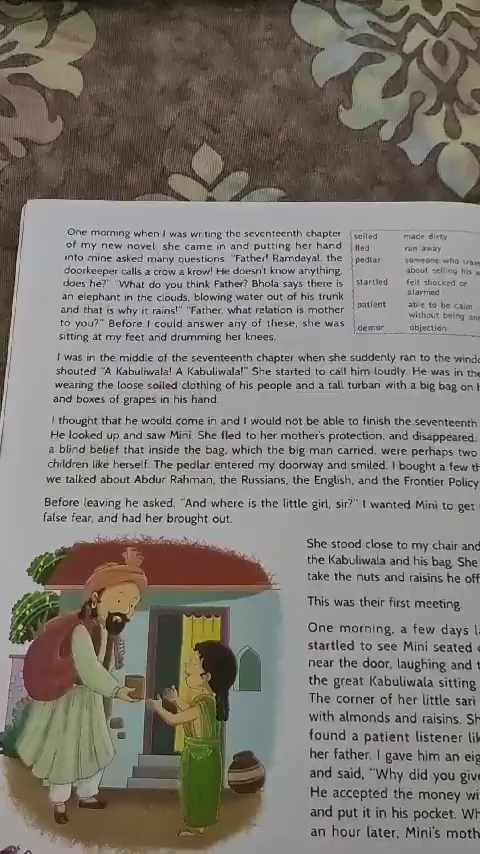 One morning when I was writing the seventeenth chapter
of my new novel, she came in and putting her hand
into mine asked many questions. "Father! Ramdayal, the
doorkeeper calls a crow a krow! He doesn't know anything,
does he?" "What do you think Father? Bhola says there is
an elephant in the clouds, blowing water out of his trunk
and that is why it rains!" "Father, what relation is mother
to you?" Before I could answer any of these, she was
sitting at my feet and drumming her knees.
soiled made dirty
fled ran away
pedlar someone who
about selling his
startled felt shocked or
alarmed
patient able to be calm
without being
demur objection
I was in the middle of the seventeenth chapter when she suddenly ran to the
shouted "A Kabuliwala! A Kabuliwala!" She started to call him loudly. He was in
wearing the loose soiled clothing of his people and a tall turban with a big bag on
and boxes of grapes in his hand.
I thought that he would come in and I would not be able to finish the seventeenth
He looked up and saw Mini. She fled to her mother's protection, and disappeared.
a blind belief that inside the bag, which the big man carried, were perhaps two
children like herself. The pedlar entered my doorway and smiled. I bought a few
we talked about Abdur Rahman, the Russians, the English, and the Frontier Policy
Before leaving he asked, "And where is the little girl, sir?" I wanted Mini to get
false fear, and had her brought out.
She stood close to my chair and
the Kabuliwala and his bag. She
take the nuts and raisins he
This was their first meeting.
One morning, a few days
startled to see Mini seated
near the door, laughing and
the great Kabuliwala sitting
The corner of her little sari
with almonds and raisins.
found a patient listener
her father. I gave him an
and said, "Why did you
He accepted the money
and put it in his pocket.
an hour later, Mini's